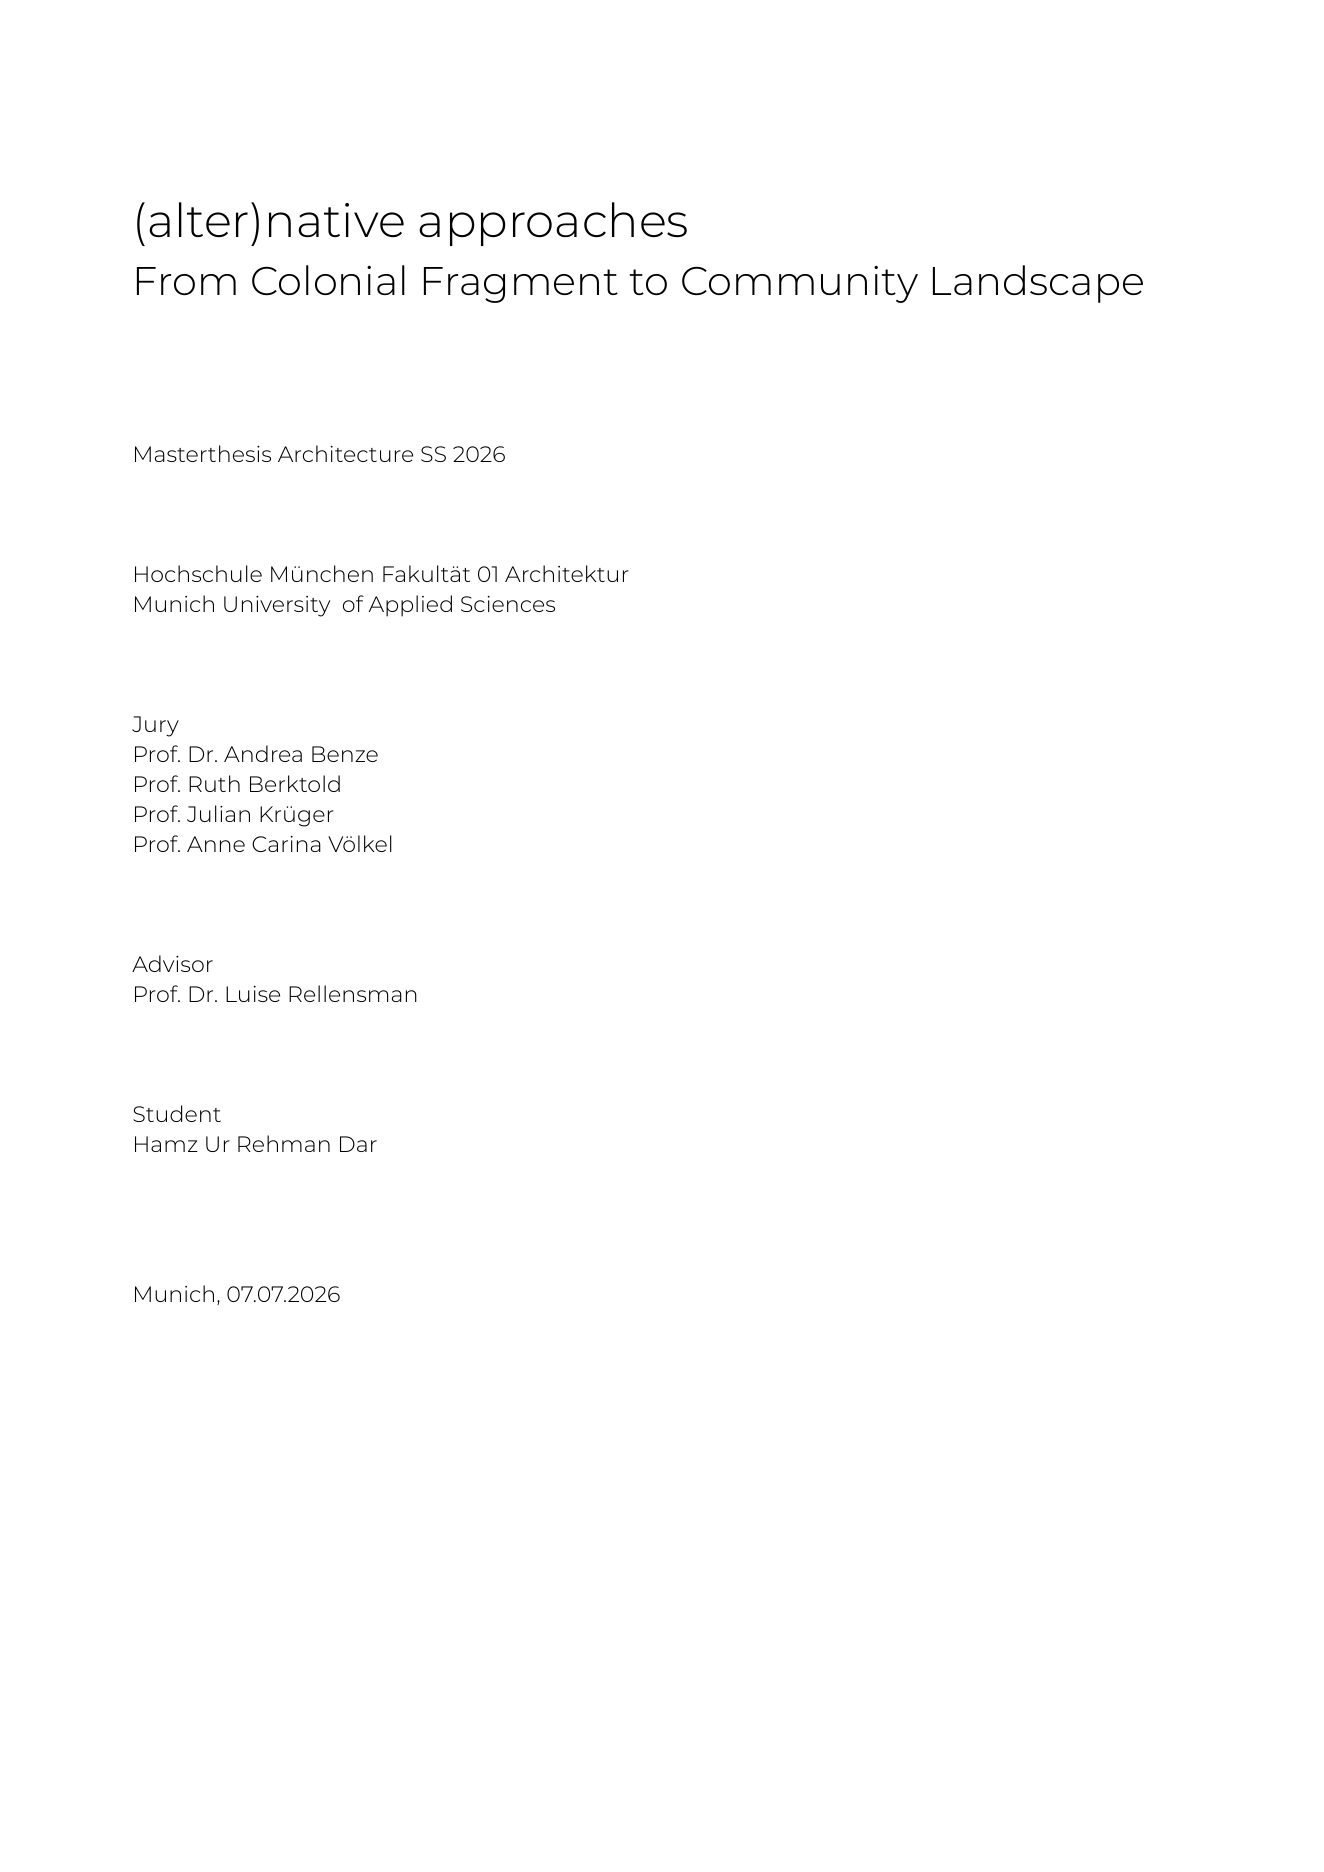 (alter)native approaches
From Colonial Fragment to Community Landscape
Masterthesis Architecture SS 2026
Hochschule München Fakultät 01 Architektur
Munich University  of Applied Sciences
Jury
Prof. Dr. Andrea Benze
Prof. Ruth Berktold
Prof. Julian Krüger
Prof. Anne Carina Völkel
Advisor
Prof. Dr. Luise Rellensman
Student
Hamz Ur Rehman Dar
Munich, 07.07.2026